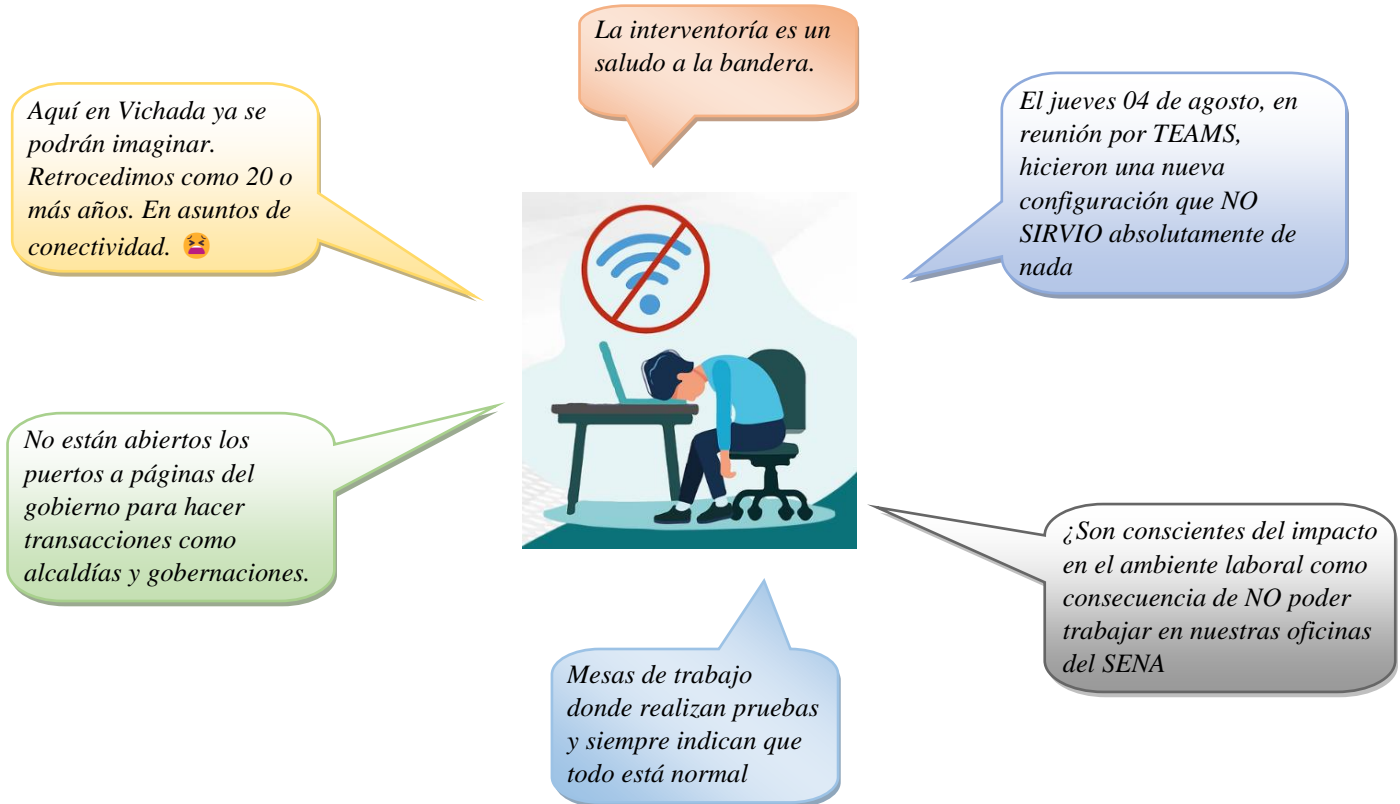 La interventoría es un
saludo a la bandera.
Aquí en Vichada ya se
podrán imaginar.
Retrocedimos como 20 o
más años. En asuntos de
conectividad. 😫
El jueves 04 de agosto, en
reunión por TEAMS,
hicieron una nueva
configuración que NO
SIRVIO absolutamente de
nada
No están abiertos los
puertos a páginas del
gobierno para hacer
transacciones como
alcaldías y gobernaciones.
¿Son conscientes del impacto
en el ambiente laboral como
consecuencia de NO poder
trabajar en nuestras oficinas
del SENA
Mesas de trabajo
donde realizan pruebas
y siempre indican que
todo está normal